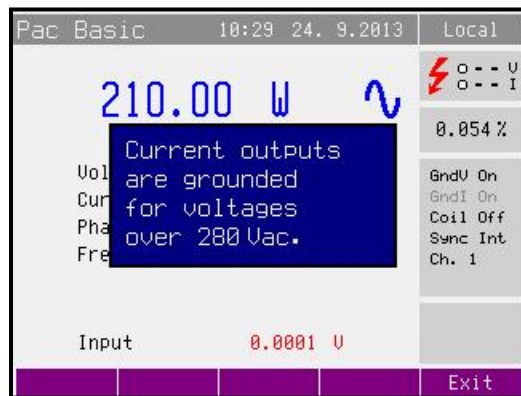 Pac Basic 10:29 24. 9.2013 Local
210.00 W
O - - V
O - - I
0.054 %
Current outputs
are grounded
for voltages
over 280 Vac.
Vol
Cur
Pha
Fre
GndU On
GndI On
Coil Off
Sync Int
Ch. 1
Input 0.0001 V
Exit